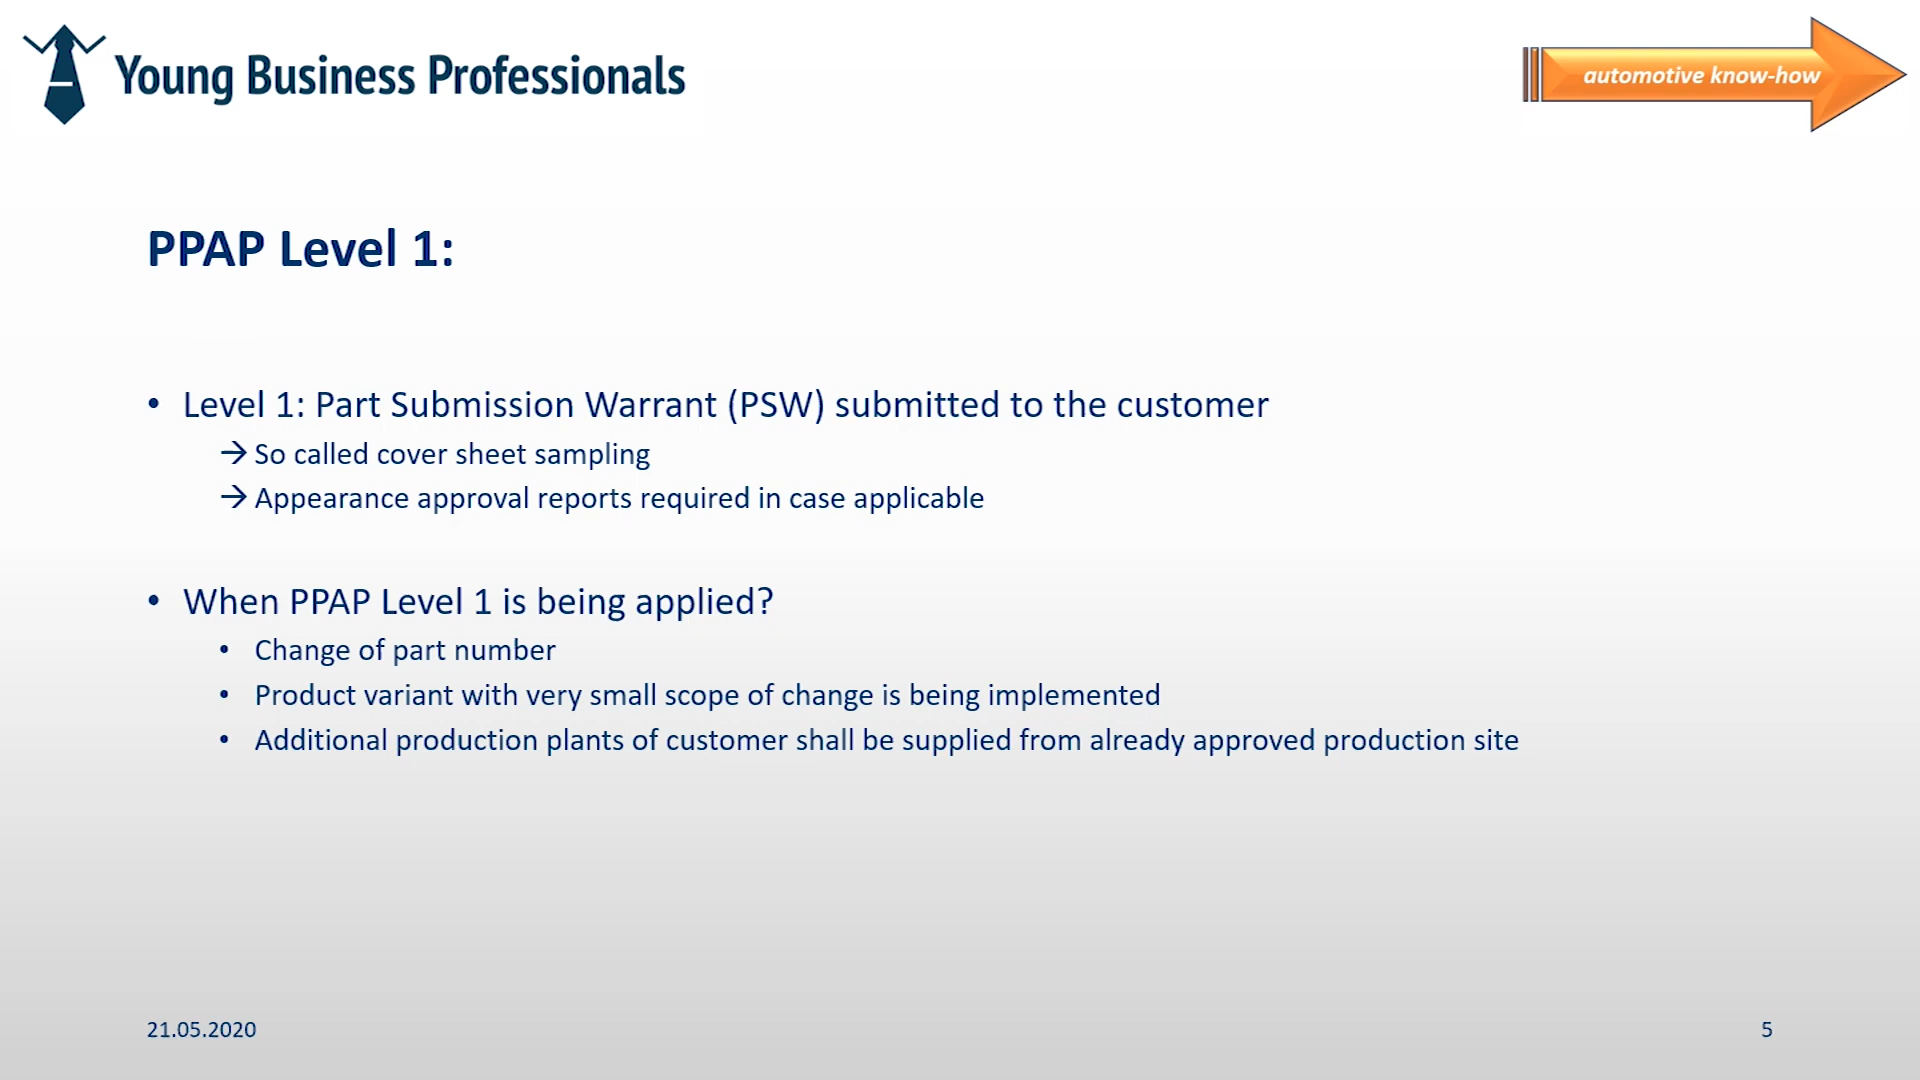 Young Business Professionals
automotive know-how
PPAP Level 1:
• Level 1: Part Submission Warrant (PSW) submitted to the customer
→ So called cover sheet sampling
→ Appearance approval reports required in case applicable
• When PPAP Level 1 is being applied?
• Change of part number
• Product variant with very small scope of change is being implemented
• Additional production plants of customer shall be supplied from already approved production site
21.05.2020
5